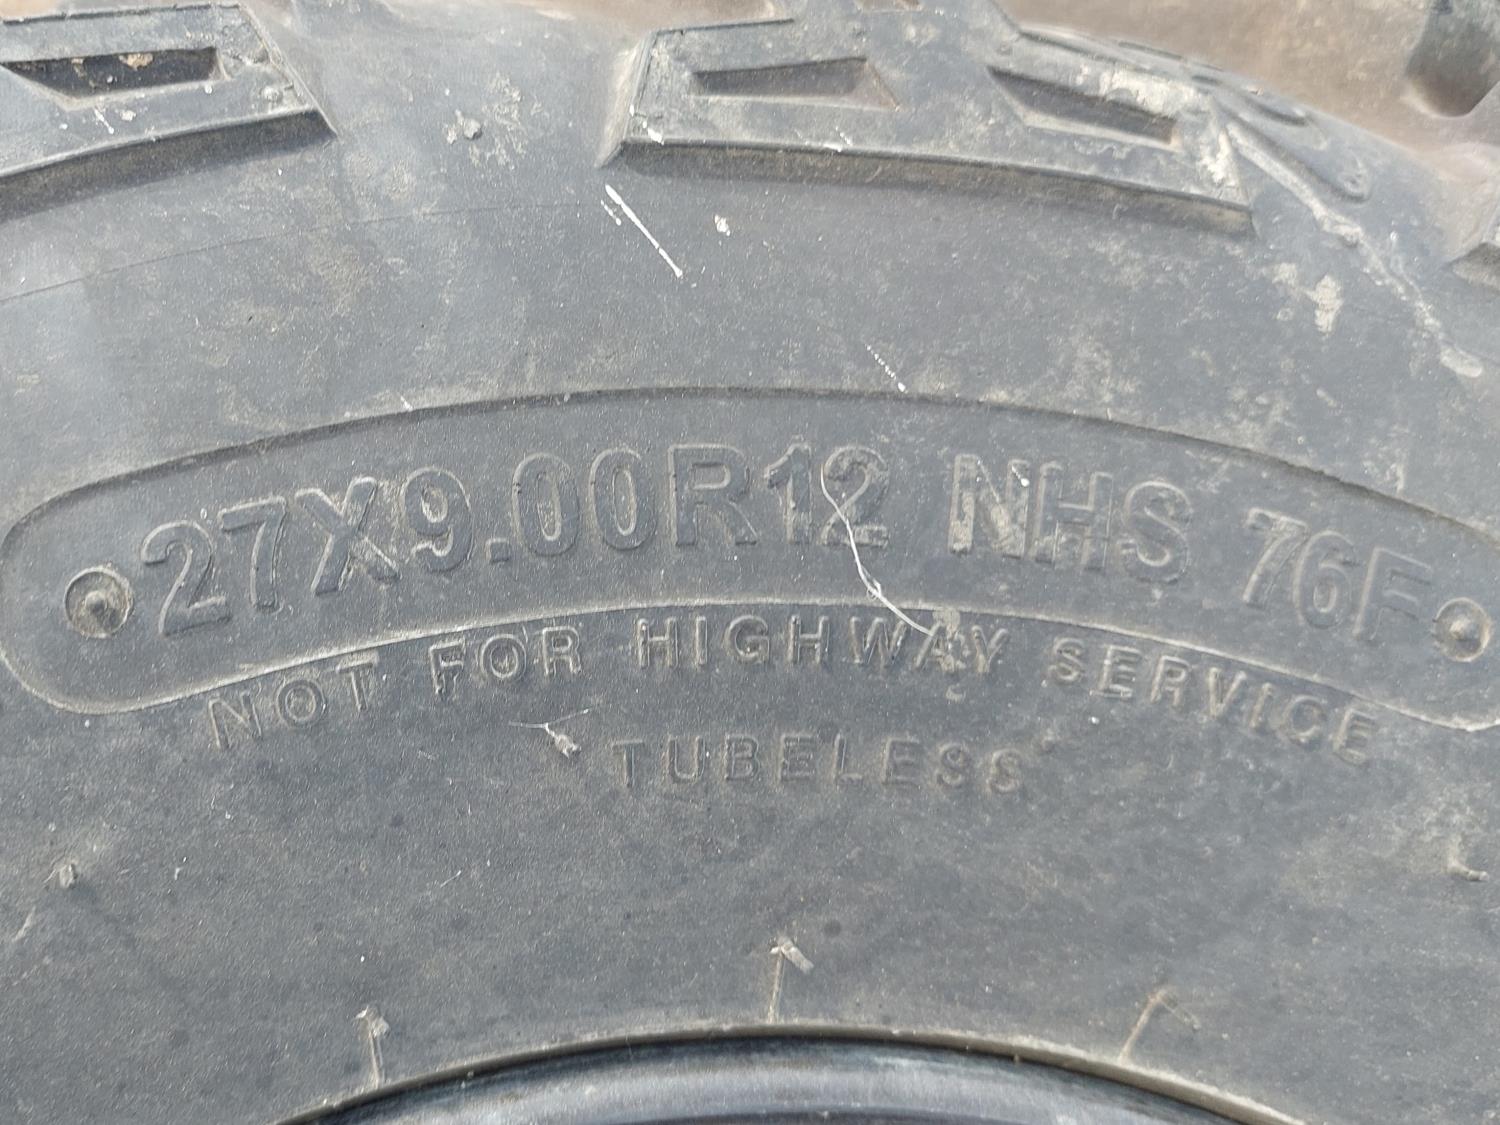 27X9.00R12 NHS 76F
NOT FOR HIGHWAY SERVICE
TUBELESS